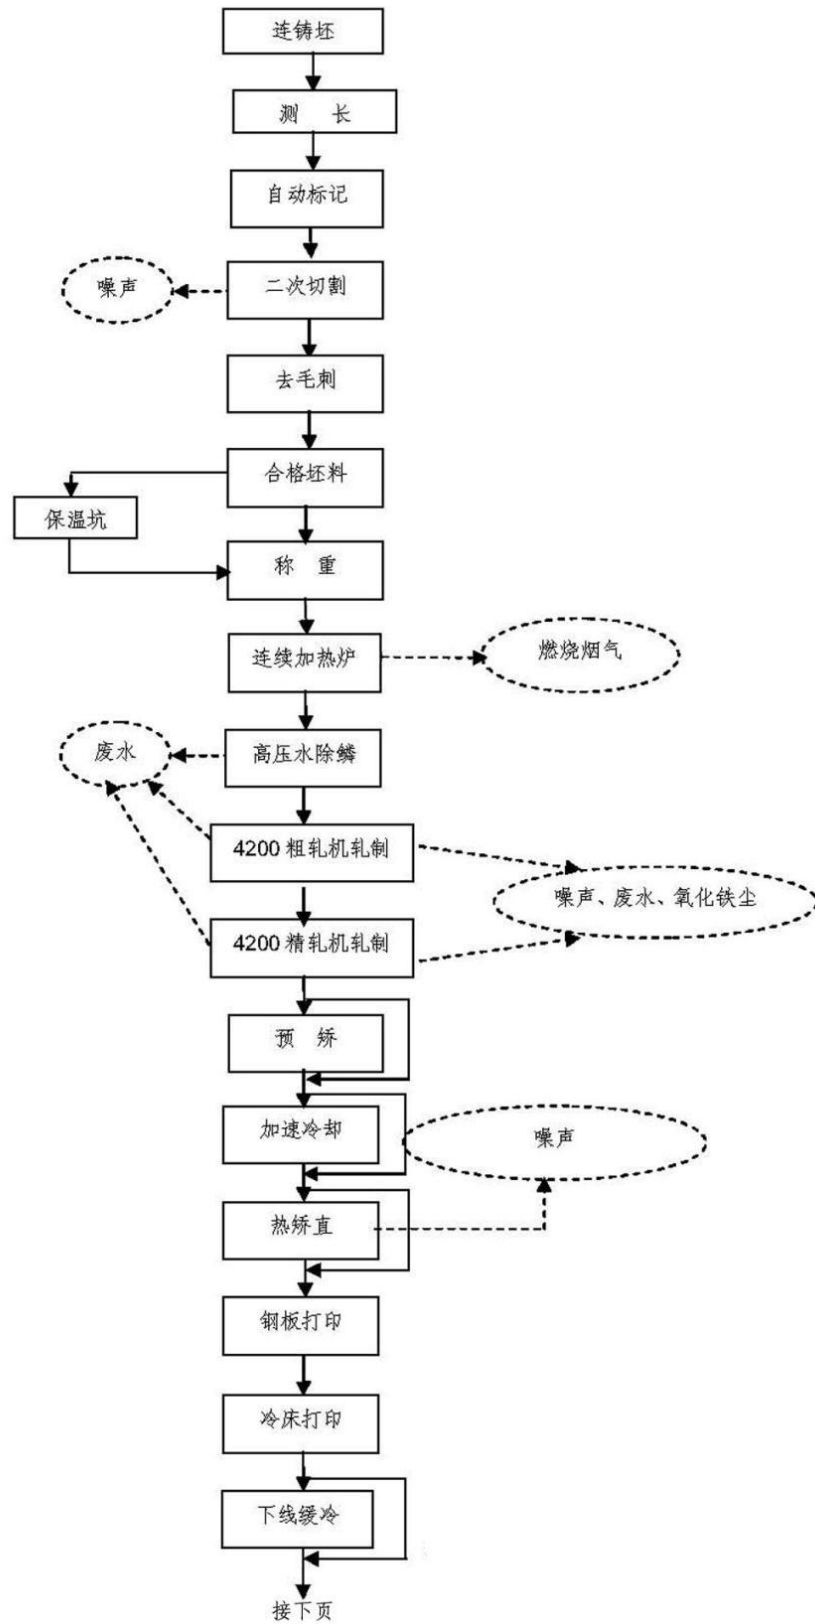 连铸坯
测 长
自动标记
噪声
二次切割
去毛刺
合格坯料
保温坑
称 重
连续加热炉
燃烧烟气
废水
高压水除鳞
4200 粗轧机轧制
噪声、废水、氧化铁尘
4200 精轧机轧制
预 矫
加速冷却
噪声
热矫直
钢板打印
冷床打印
下线缓冷
接下页